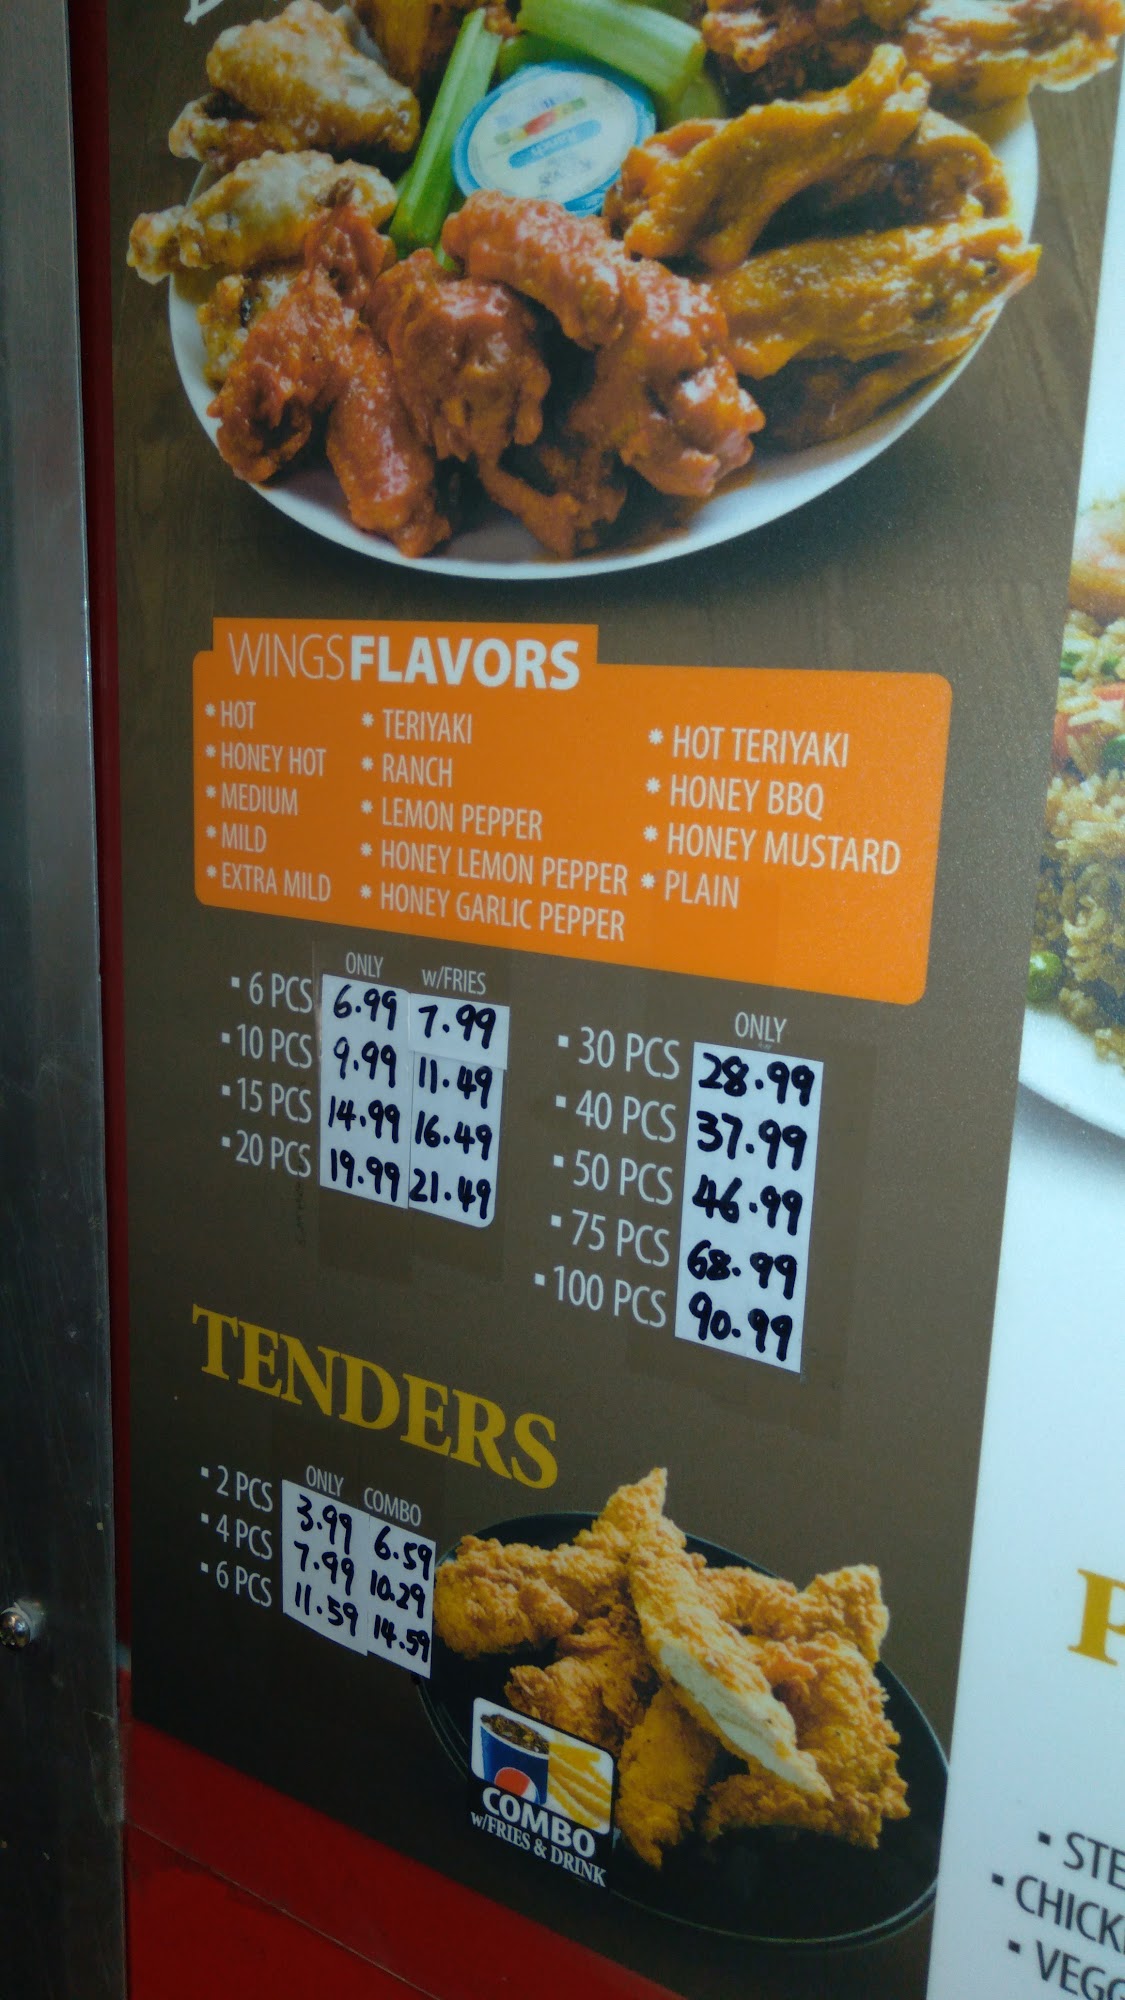 WINGS FLAVORS
* HOT
* HONEY HOT
* MEDIUM
* MILD
* EXTRA MILD
* TERIYAKI
* RANCH
* LEMON PEPPER
* HONEY LEMON PEPPER
* HONEY GARLIC PEPPER
* HOT TERIYAKI
* HONEY BBQ
* HONEY MUSTARD
* PLAIN
ONLY w/FRIES
▪ 6 PCS 6.99 7.99
▪ 10 PCS 9.99 11.49
▪ 15 PCS 14.99 16.49
▪ 20 PCS 19.99 21.49
ONLY
▪ 30 PCS 28.99
▪ 40 PCS 37.99
▪ 50 PCS 46.99
▪ 75 PCS 68.99
▪ 100 PCS 90.99
TENDERS
ONLY COMBO
▪ 2 PCS 3.99 6.59
▪ 4 PCS 7.99 10.29
▪ 6 PCS 11.59 14.59
COMBO
w/FRIES & DRINK
P
▪ STE
▪ CHICK
▪ VEGG